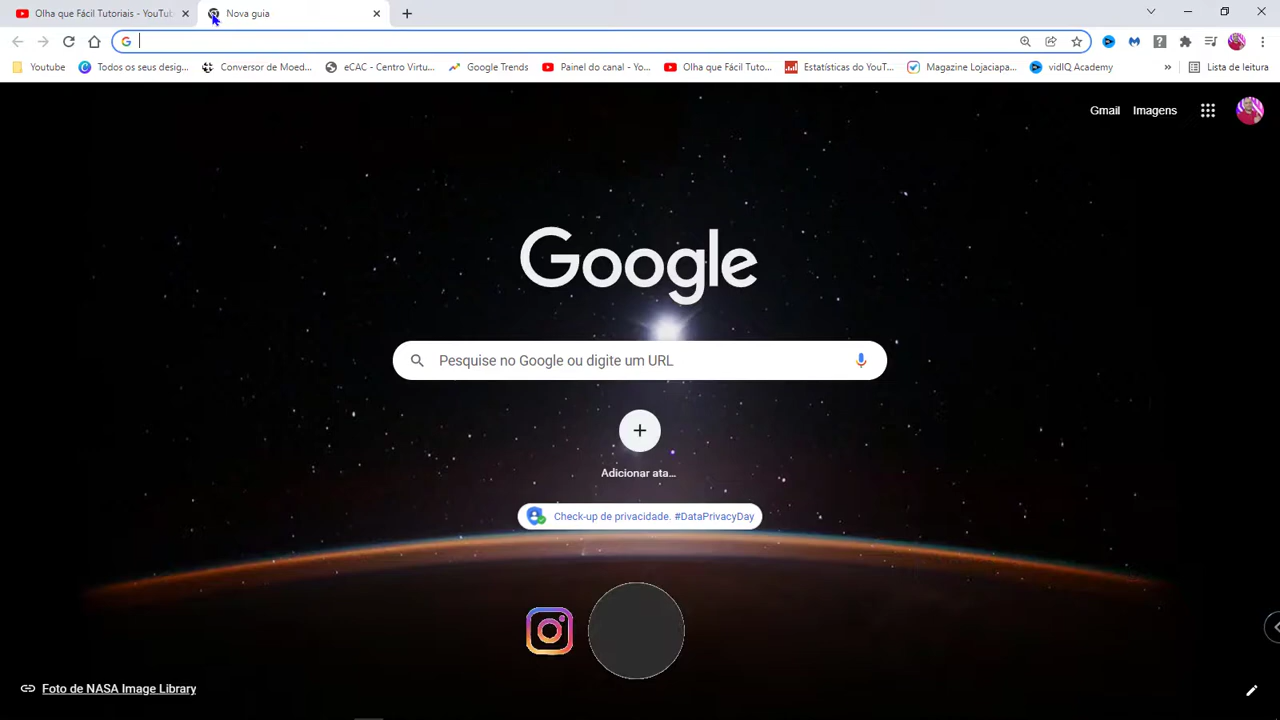 Olha que Fácil Tutoriais - YouTub
Nova guia
Youtube
Todos os seus desig...
Conversor de Moed...
eCAC - Centro Virtu...
Google Trends
Painel do canal - Yo...
Olha que Fácil Tuto...
Estatísticas do YouT...
Magazine Lojaciapa...
vidIQ Academy
»
Lista de leitura
Gmail
Imagens
Google
Pesquise no Google ou digite um URL
Adicionar ata...
Check-up de privacidade. #DataPrivacyDay
Foto de NASA Image Library